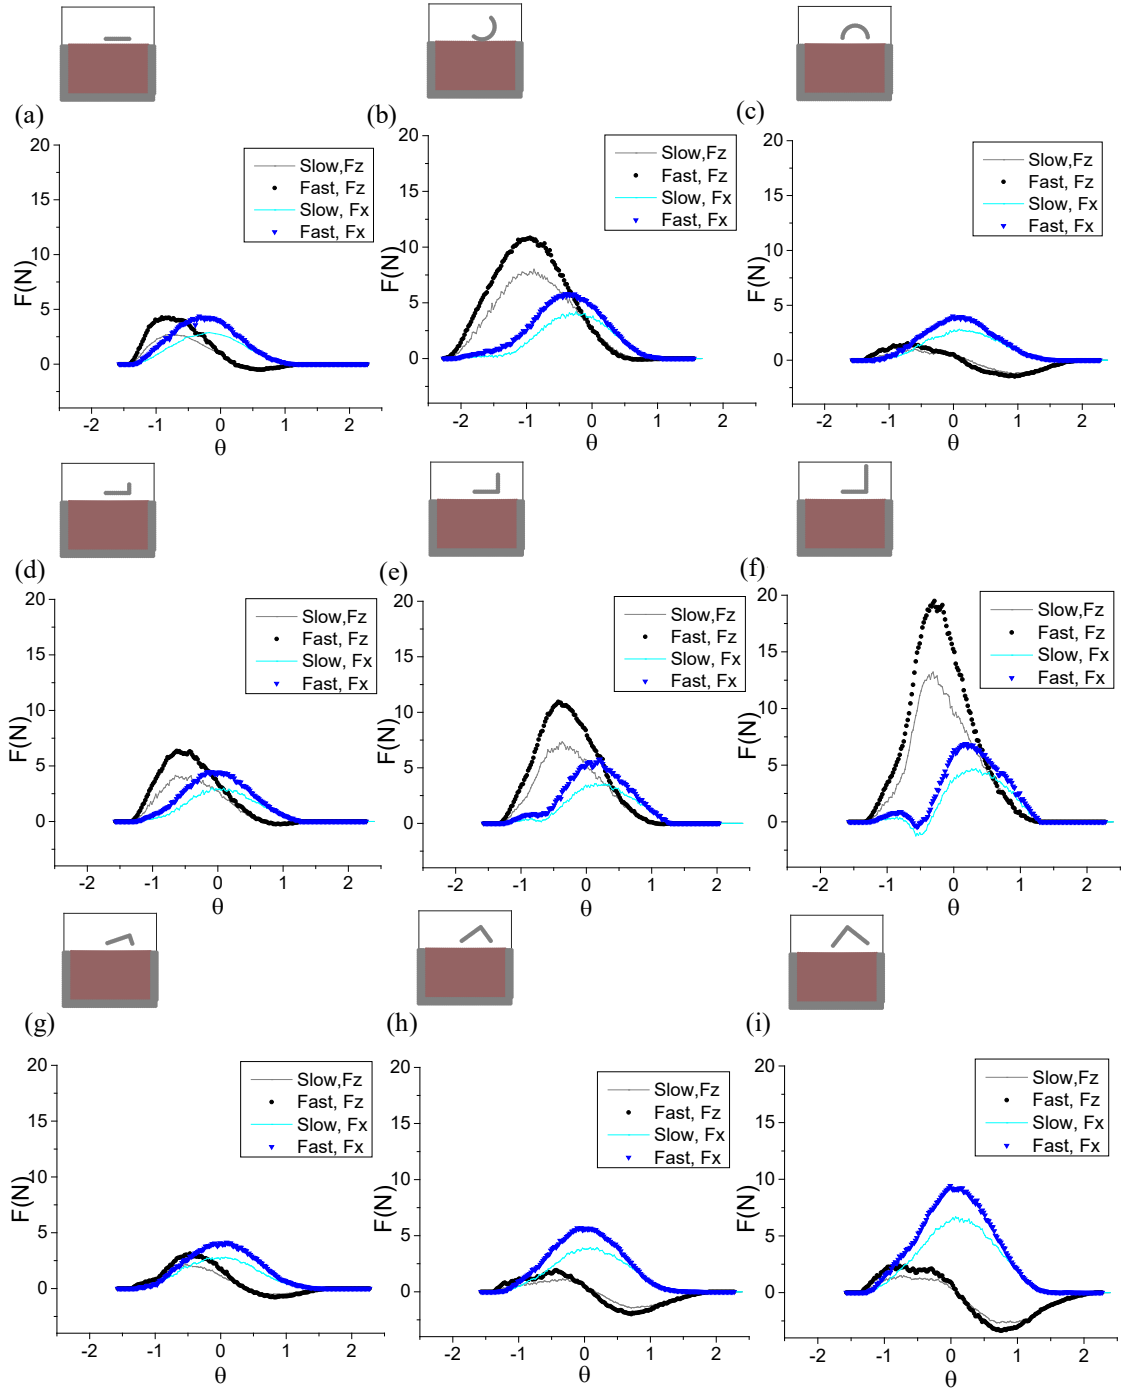 (a)
(b)
(c)
20
15
10
5
0
-2
-1
0
1
2
F(N)
θ
Slow,Fz
Fast, Fz
Slow, Fx
Fast, Fx
20
15
10
5
0
-2
-1
0
1
2
F(N)
θ
Slow,Fz
Fast, Fz
Slow, Fx
Fast, Fx
20
15
10
5
0
-2
-1
0
1
2
F(N)
θ
Slow,Fz
Fast, Fz
Slow, Fx
Fast, Fx
(d)
(e)
(f)
20
15
10
5
0
-2
-1
0
1
2
F(N)
θ
Slow,Fz
Fast, Fz
Slow, Fx
Fast, Fx
20
15
10
5
0
-2
-1
0
1
2
F(N)
θ
Slow,Fz
Fast, Fz
Slow, Fx
Fast, Fx
20
15
10
5
0
-2
-1
0
1
2
F(N)
θ
Slow,Fz
Fast, Fz
Slow, Fx
Fast, Fx
(g)
(h)
(i)
20
15
10
5
0
-2
-1
0
1
2
F(N)
θ
Slow,Fz
Fast, Fz
Slow, Fx
Fast, Fx
20
15
10
5
0
-2
-1
0
1
2
F(N)
θ
Slow,Fz
Fast, Fz
Slow, Fx
Fast, Fx
20
15
10
5
0
-2
-1
0
1
2
F(N)
θ
Slow,Fz
Fast, Fz
Slow, Fx
Fast, Fx